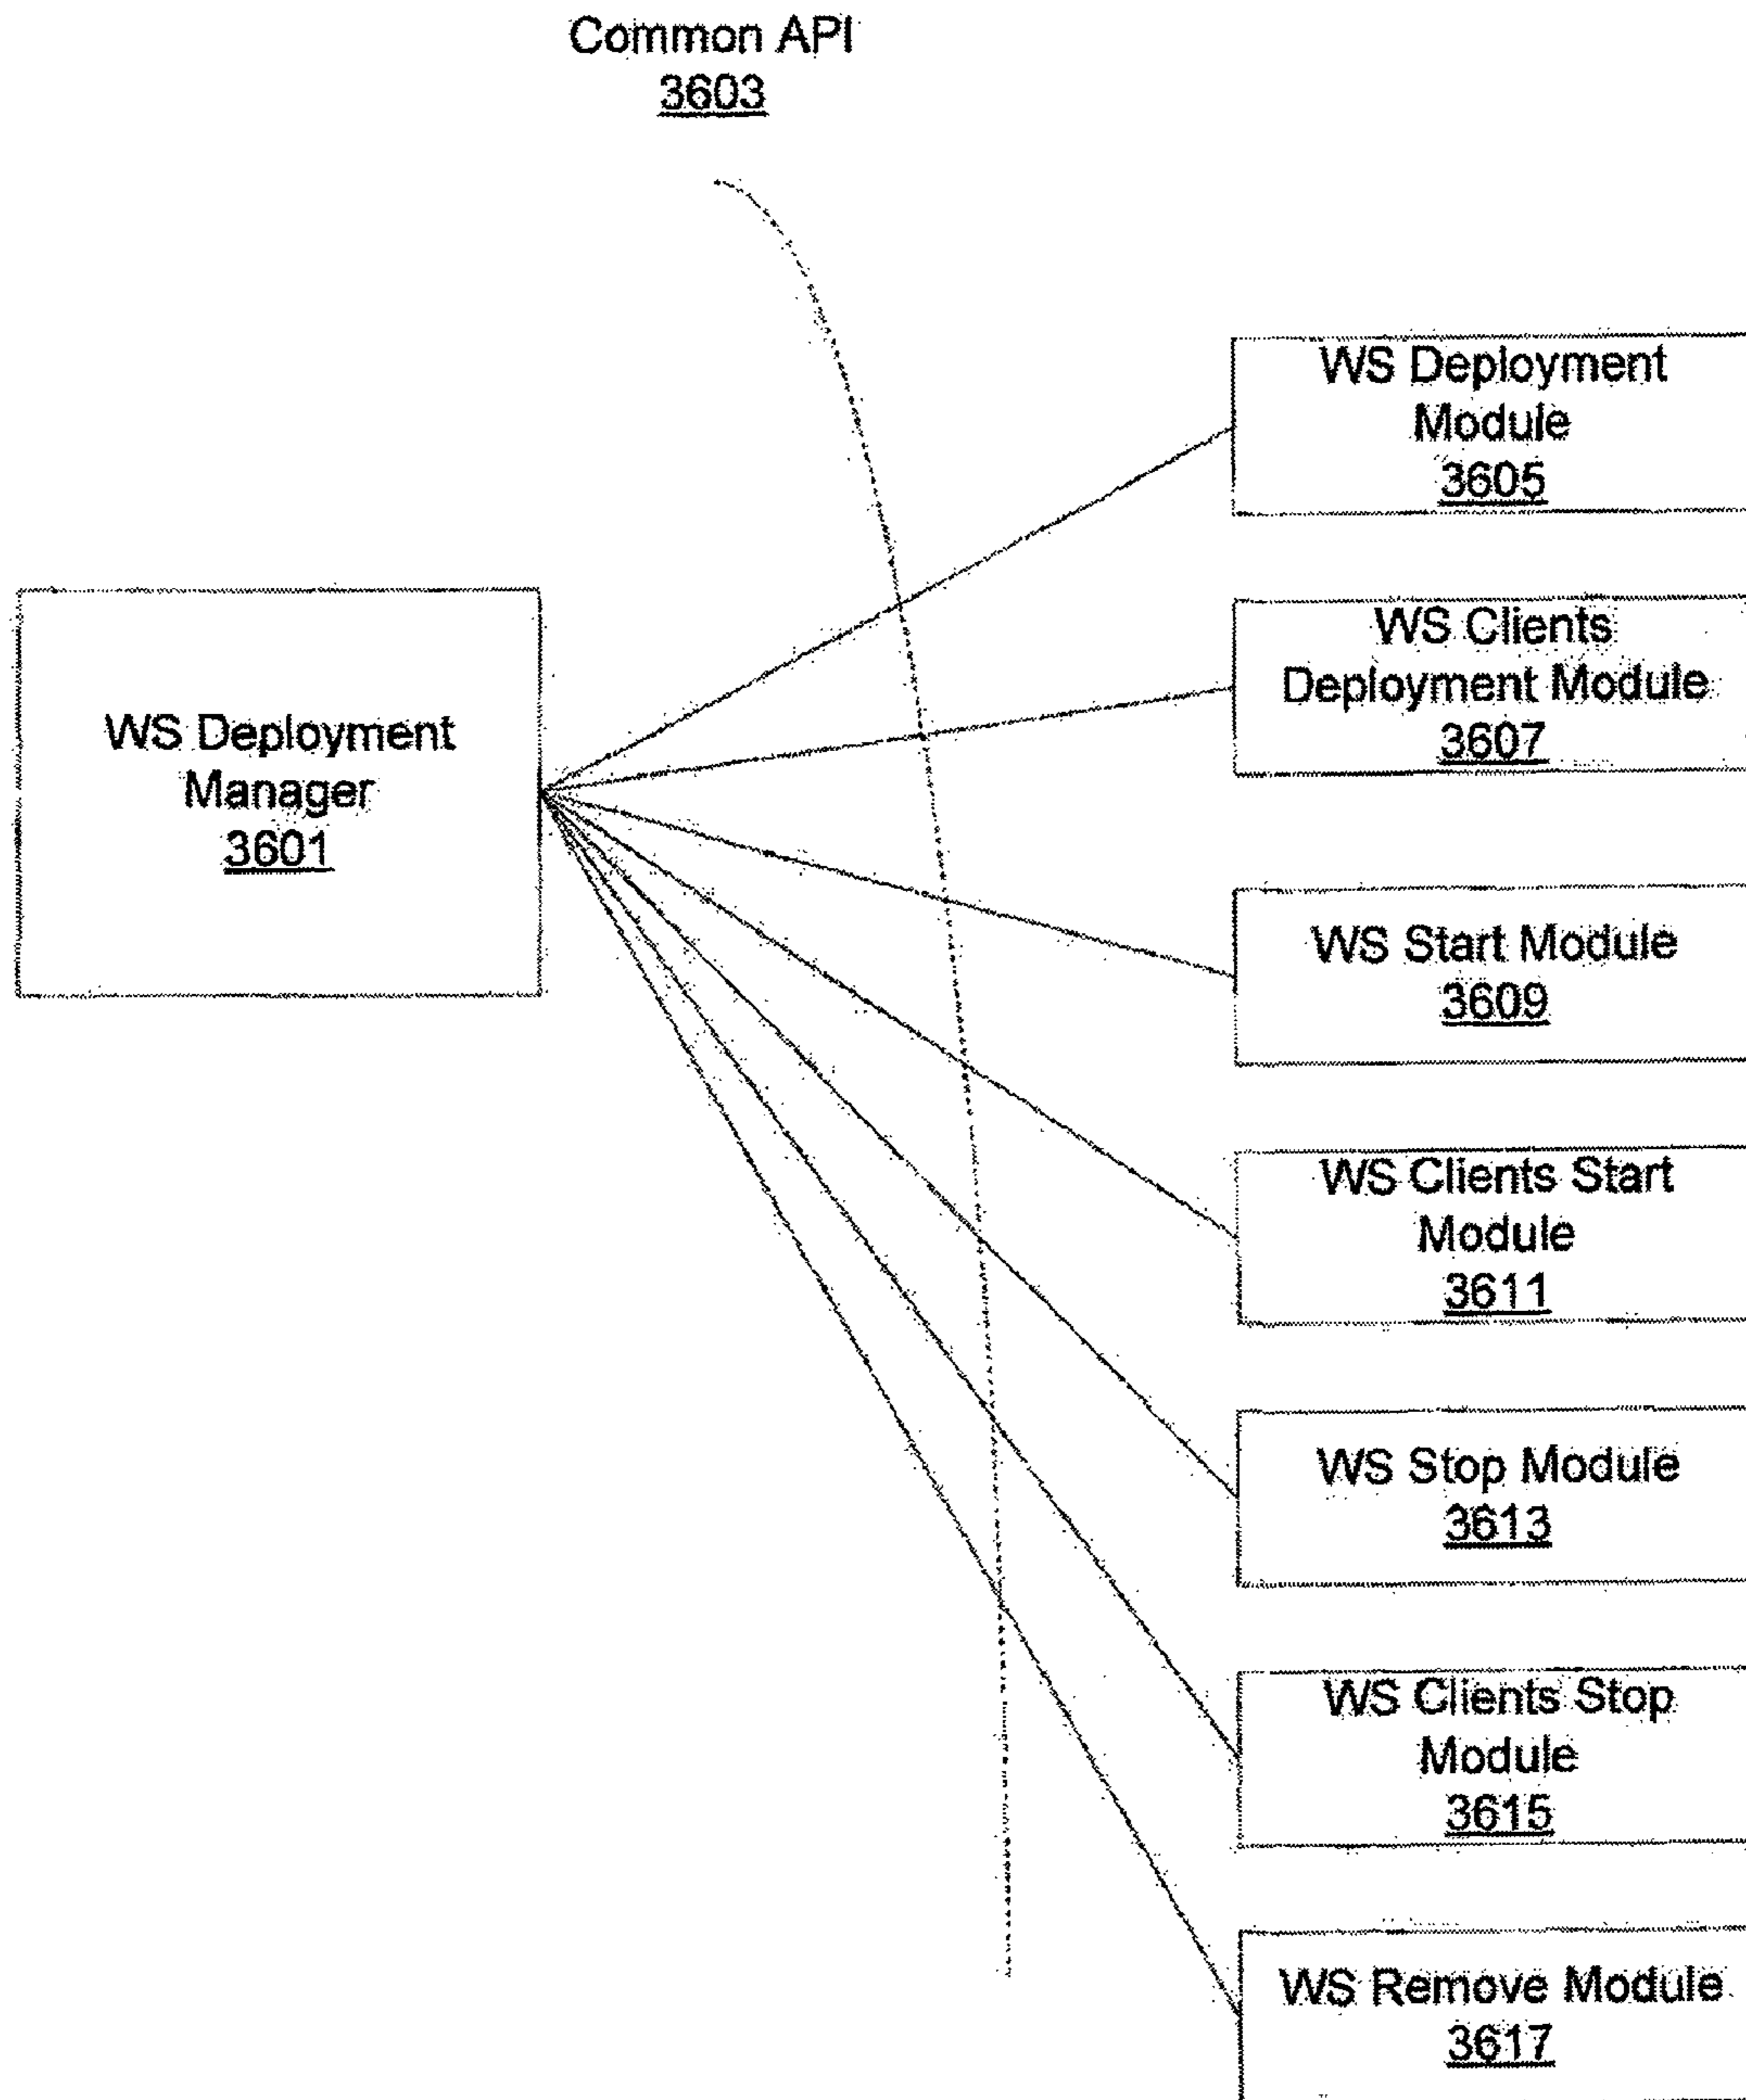 Common API
3603
WS Deployment
Module
3605
WS Clients
Deployment Module
3607
WS Deployment
Manager
3601
WS Start Module
3609
WS Clients Start
Module
3611
WS Stop Module
3613
WS Clients Stop
Module
3615
WS Remove Module
3617